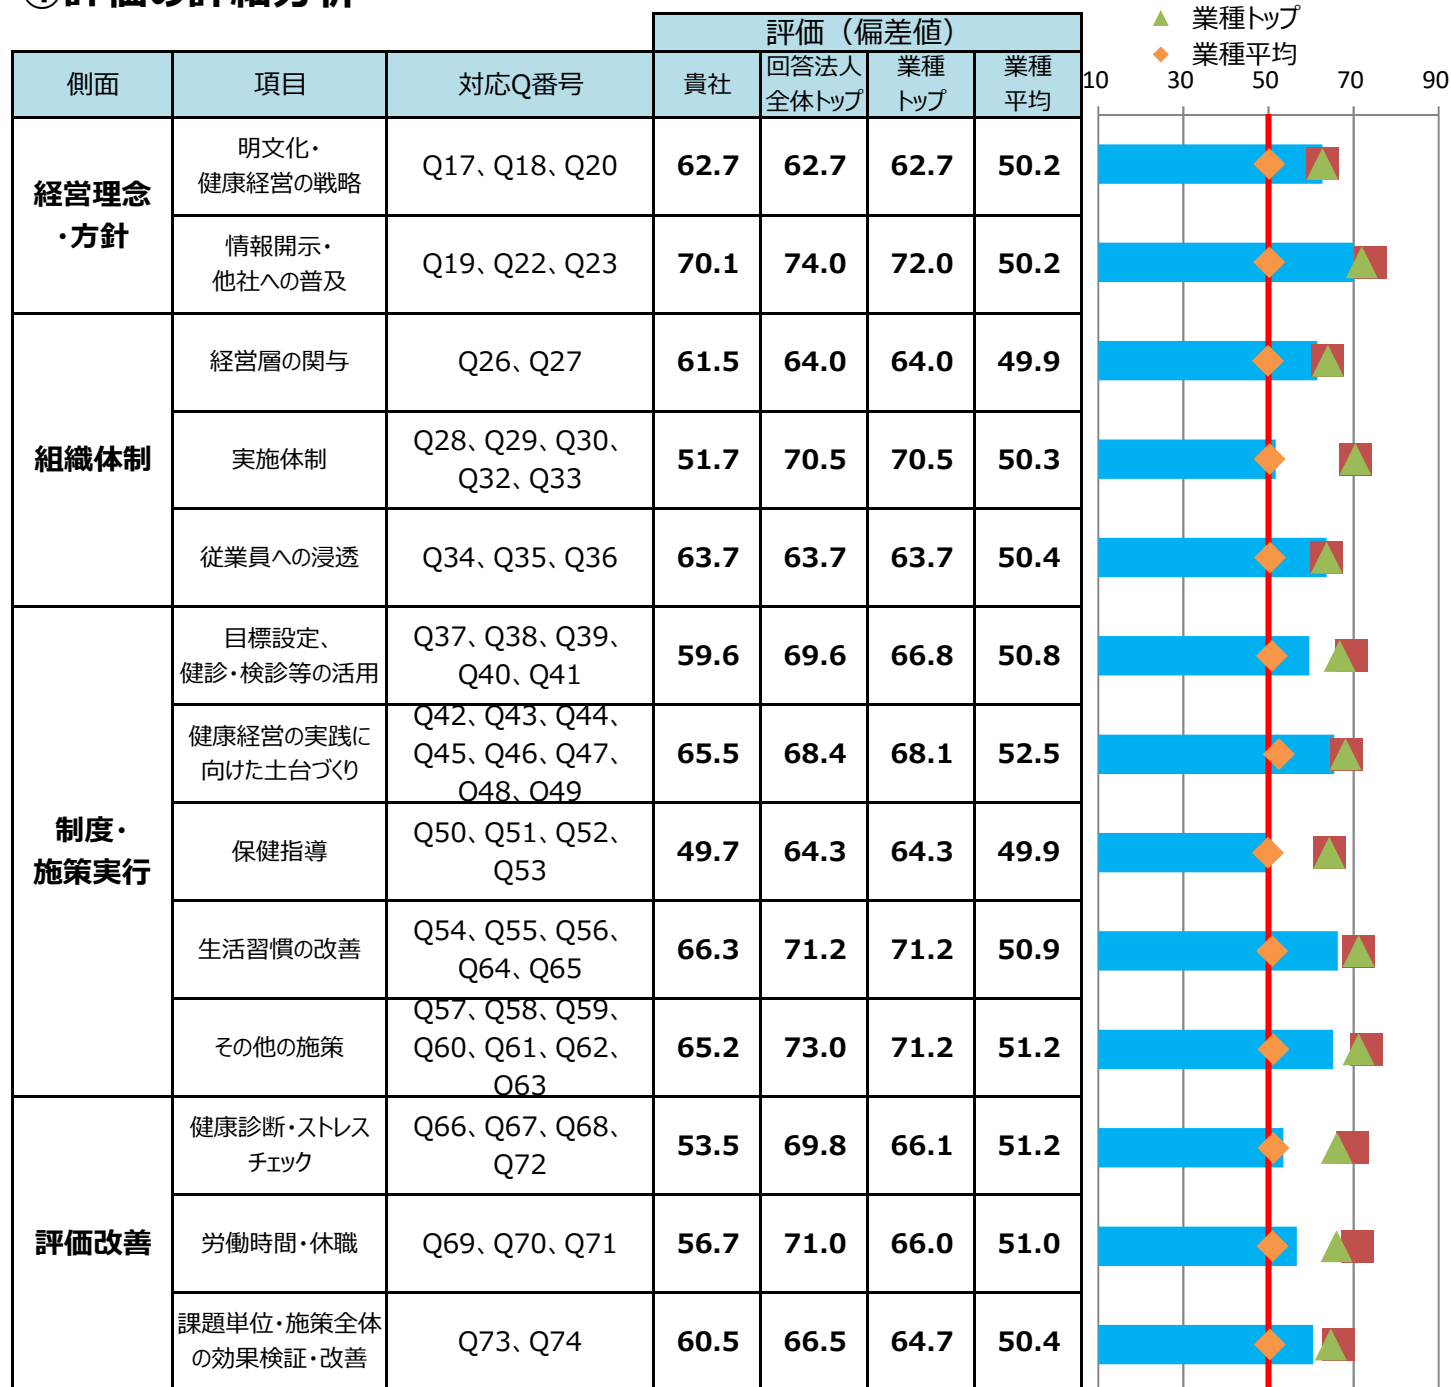 ①評価の詳細分析
▲ 業種トップ
◆ 業種平均
評価（偏差値）
側面 項目 対応Q番号 貴社 回答法人全体トップ 業種トップ 業種平均
10 30 50 70 90
経営理念・方針
明文化・健康経営の戦略 Q17、Q18、Q20 62.7 62.7 62.7 50.2
情報開示・他社への普及 Q19、Q22、Q23 70.1 74.0 72.0 50.2
組織体制
経営層の関与 Q26、Q27 61.5 64.0 64.0 49.9
実施体制 Q28、Q29、Q30、Q32、Q33 51.7 70.5 70.5 50.3
従業員への浸透 Q34、Q35、Q36 63.7 63.7 63.7 50.4
制度・施策実行
目標設定、健診・検診等の活用 Q37、Q38、Q39、Q40、Q41 59.6 69.6 66.8 50.8
健康経営の実践に向けた土台づくり Q42、Q43、Q44、Q45、Q46、Q47、Q48、Q49 65.5 68.4 68.1 52.5
保健指導 Q50、Q51、Q52、Q53 49.7 64.3 64.3 49.9
生活習慣の改善 Q54、Q55、Q56、Q64、Q65 66.3 71.2 71.2 50.9
その他の施策 Q57、Q58、Q59、Q60、Q61、Q62、Q63 65.2 73.0 71.2 51.2
評価改善
健康診断・ストレスチェック Q66、Q67、Q68、Q72 53.5 69.8 66.1 51.2
労働時間・休職 Q69、Q70、Q71 56.7 71.0 66.0 51.0
課題単位・施策全体の効果検証・改善 Q73、Q74 60.5 66.5 64.7 50.4